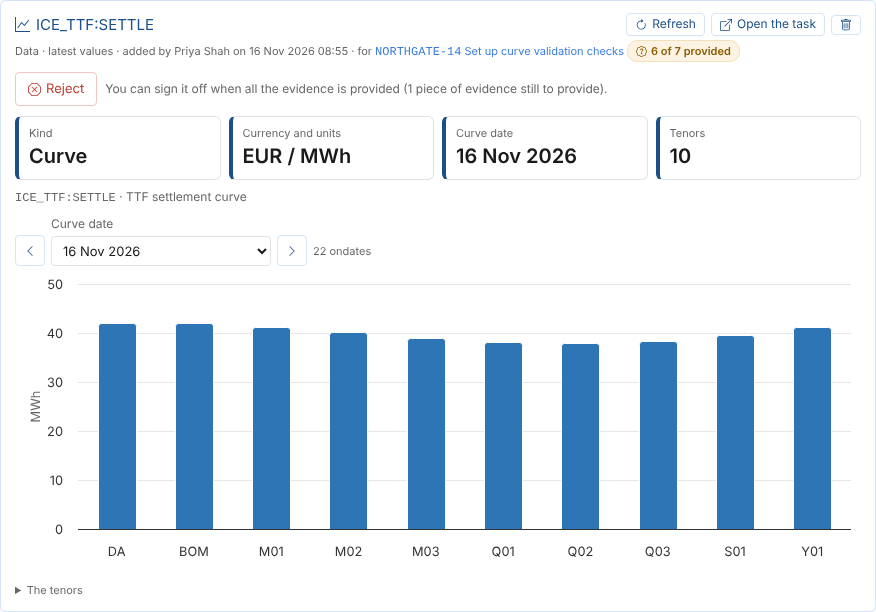 ICE_TTF:SETTLE
Refresh
Open the task
Data · latest values · added by Priya Shah on 16 Nov 2026 08:55 · for NORTHGATE-14 Set up curve validation checks 6 of 7 provided
Reject
You can sign it off when all the evidence is provided (1 piece of evidence still to provide).
Kind
Curve
Currency and units
EUR / MWh
Curve date
16 Nov 2026
Tenors
10
ICE_TTF:SETTLE · TTF settlement curve
Curve date
16 Nov 2026
22 ondates
50
40
30
20
10
0
MWh
DA BOM M01 M02 M03 Q01 Q02 Q03 S01 Y01
The tenors